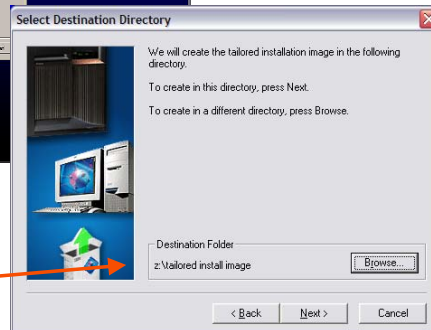 Select Destination Directory
We will create the tailored installation image in the following
directory.
To create in this directory, press Next.
To create in a different directory, press Browse.
Destination Folder
z:\tailored install image
Browse...
< Back
Next >
Cancel